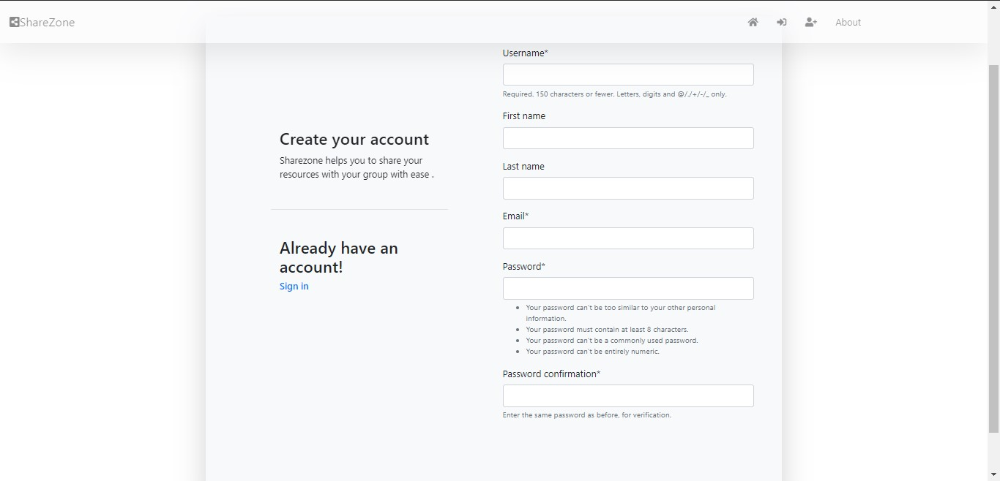 ShareZone
About
Username*
Required. 150 characters or fewer. Letters, digits and @/./+/-/_ only.
First name
Last name
Email*
Password*
Your password can't be too similar to your other personal
information.
Your password must contain at least 8 characters.
Your password can't be a commonly used password.
Your password can't be entirely numeric.
Password confirmation*
Enter the same password as before, for verification.
Create your account
Sharezone helps you to share your
resources with your group with ease .
Already have an
account!
Sign in